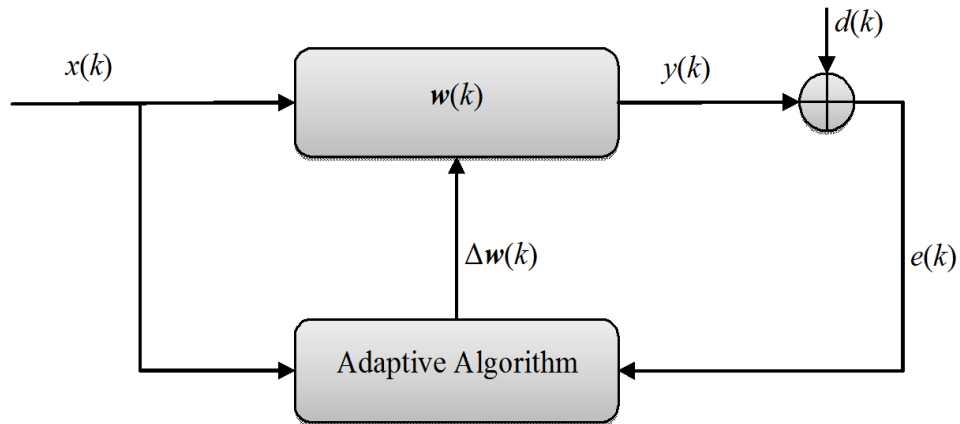 d(k)
x(k)
y(k)
w(k)
Δw(k)
e(k)
Adaptive Algorithm